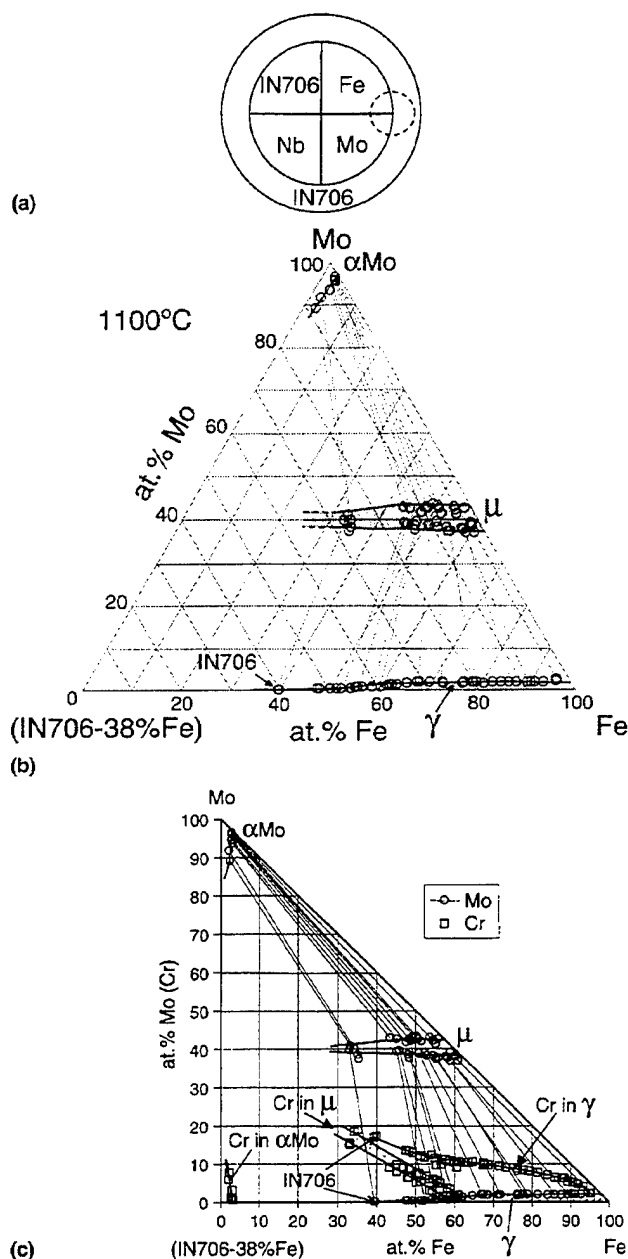 IN706 Fe
Nb Mo
IN706
(a)
Mo
100 αMo
1100°C
80
60
at.% Mo
40
μ
20
IN706
0 20 40 60 80 100
(IN706-38%Fe) at.% Fe γ Fe
(b)
Mo
100
αMo
90
80
Mo
Cr
70
60
at.% Mo (Cr)
50
μ
40
30
Cr in μ
20
Cr in γ
Cr in αMo
10
IN706
0
0 10 20 30 40 50 60 70 80 90 100
(IN706-38%Fe) at.% Fe γ Fe
(c)